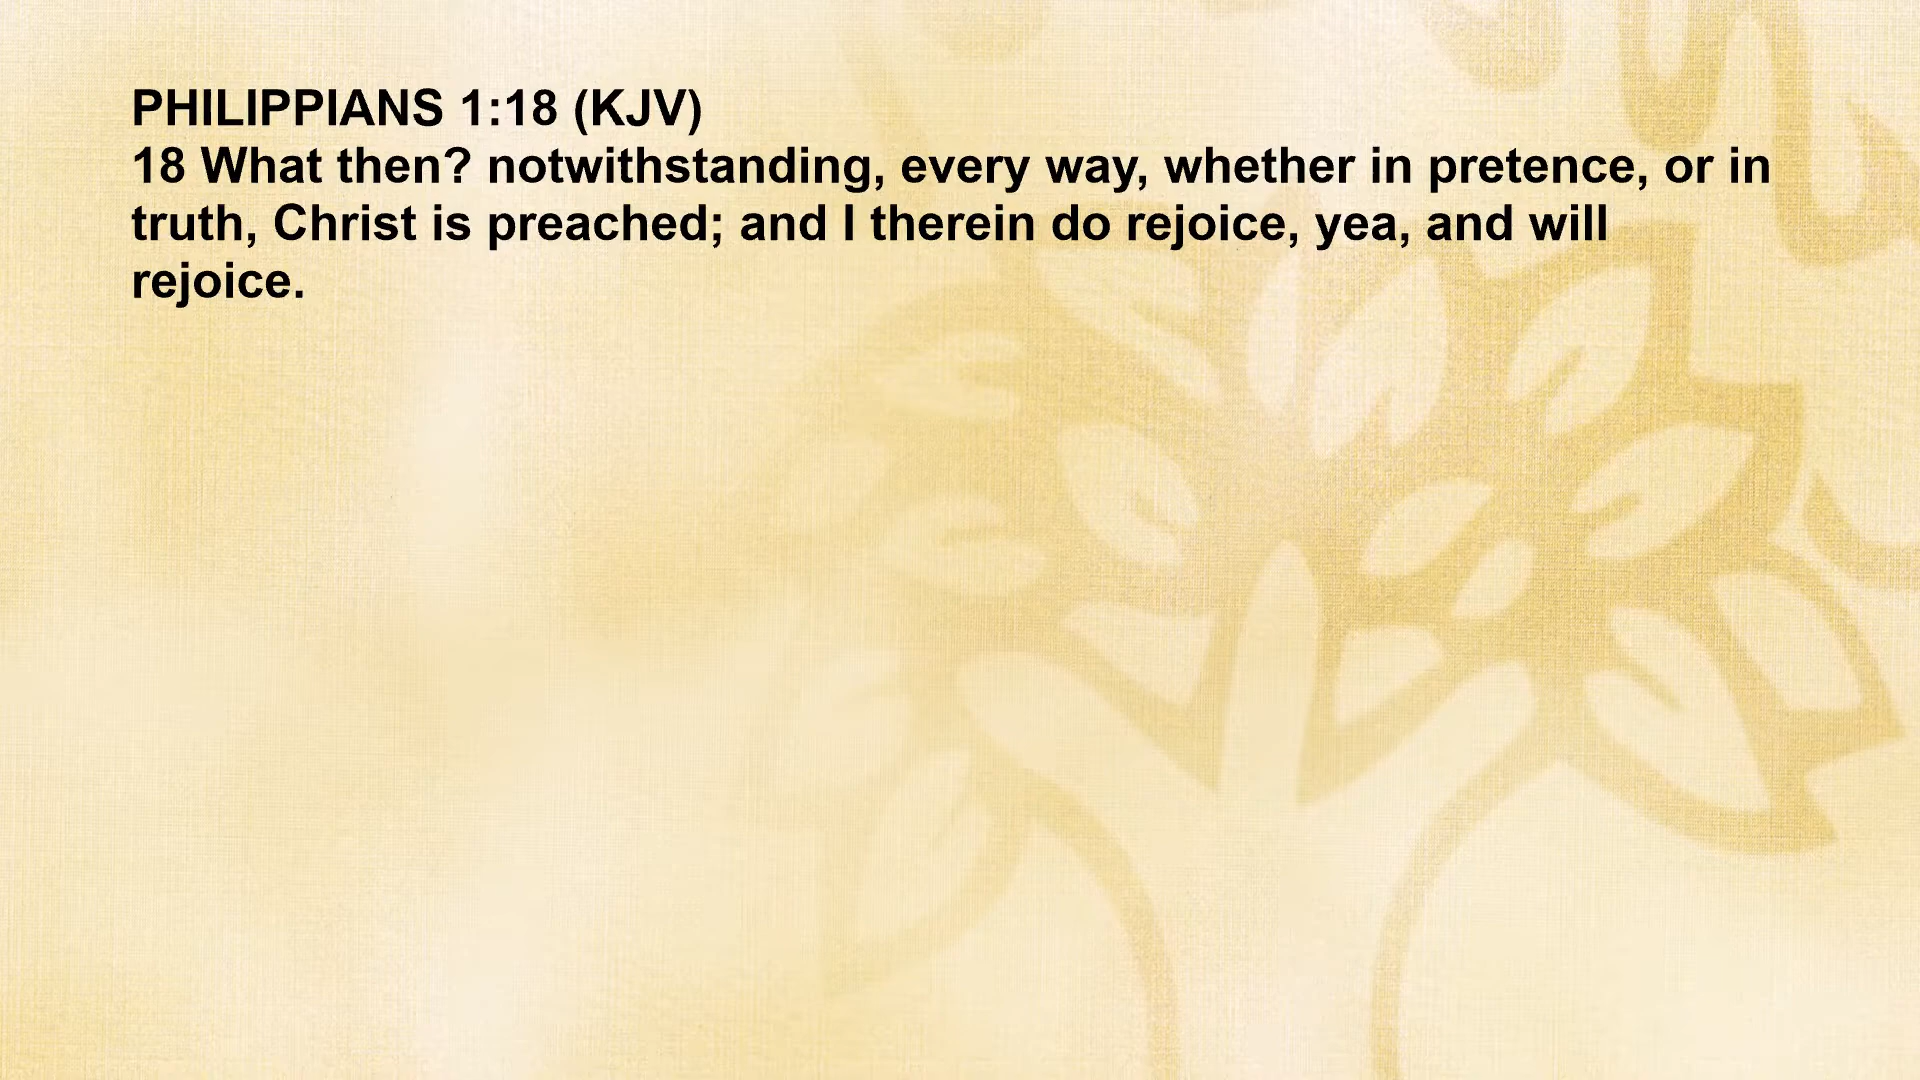 PHILIPPIANS 1:18 (KJV)
18 What then? notwithstanding, every way, whether in pretence, or in
truth, Christ is preached; and I therein do rejoice, yea, and will
rejoice.